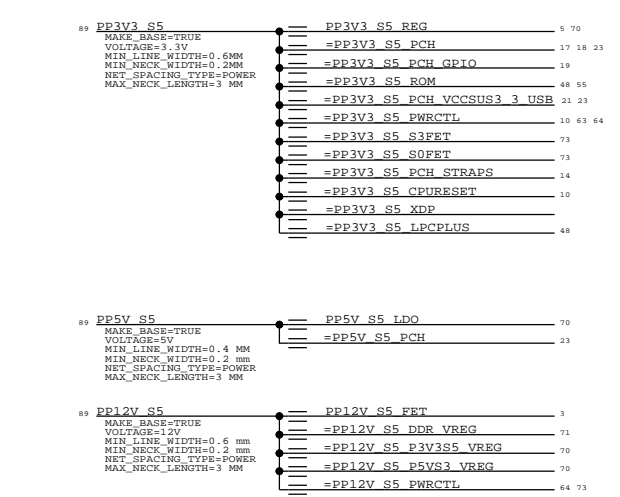 89 PP3V3_S5 PP3V3_S5_REG 5 70
MAKE_BASE=TRUE
VOLTAGE=3.3V
MIN_LINE_WIDTH=0.6MM
MIN_NECK_WIDTH=0.2MM
NET_SPACING_TYPE=POWER
MAX_NECK_LENGTH=3 MM
=PP3V3_S5_PCH 17 18 23
=PP3V3_S5_PCH_GPIO 19
=PP3V3_S5_ROM 48 55
=PP3V3_S5_PCH_VCCSUS3_3_USB 21 23
=PP3V3_S5_PWRCTL 10 63 64
=PP3V3_S5_S3FET 73
=PP3V3_S5_S0FET 73
=PP3V3_S5_PCH_STRAPS 14
=PP3V3_S5_CPURESET 10
=PP3V3_S5_XDP
=PP3V3_S5_LPCPLUS 48
89 PP5V_S5 PP5V_S5_LDO 70
MAKE_BASE=TRUE
VOLTAGE=5V
MIN_LINE_WIDTH=0.4 MM
MIN_NECK_WIDTH=0.2 mm
NET_SPACING_TYPE=POWER
MAX_NECK_LENGTH=3 MM
=PP5V_S5_PCH 23
89 PP12V_S5 PP12V_S5_FET 3
MAKE_BASE=TRUE
VOLTAGE=12V
MIN_LINE_WIDTH=0.6 mm
MIN_NECK_WIDTH=0.2 mm
NET_SPACING_TYPE=POWER
MAX_NECK_LENGTH=3 MM
=PP12V_S5_DDR_VREG 71
=PP12V_S5_P3V3S5_VREG 70
=PP12V_S5_P5VS3_VREG 70
=PP12V_S5_PWRCTL 64 73